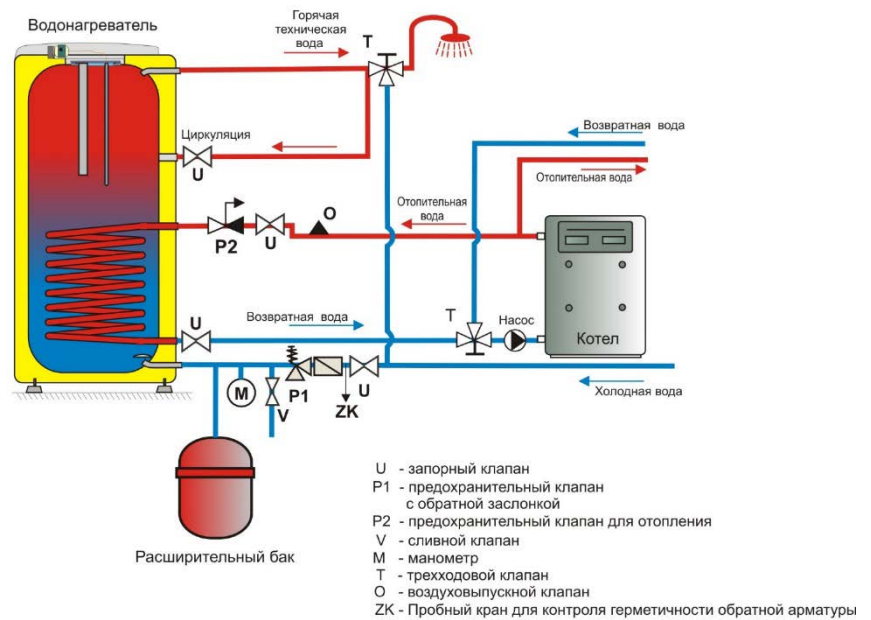 Водонагреватель
Горячая
техническая
вода
T
Циркуляция
U
Возвратная вода
Отопительная вода
Отопительная
вода
O
P2
U
U
Возвратная вода
T
Насос
Котел
M
V
P1
ZK
U
Холодная вода
Расширительный бак
U - запорный клапан
P1 - предохранительный клапан
с обратной заслонкой
P2 - предохранительный клапан для отопления
V - сливной клапан
M - манометр
T - трехходовой клапан
O - воздуховыпускной клапан
ZK - Пробный кран для контроля герметичности обратной арматуры